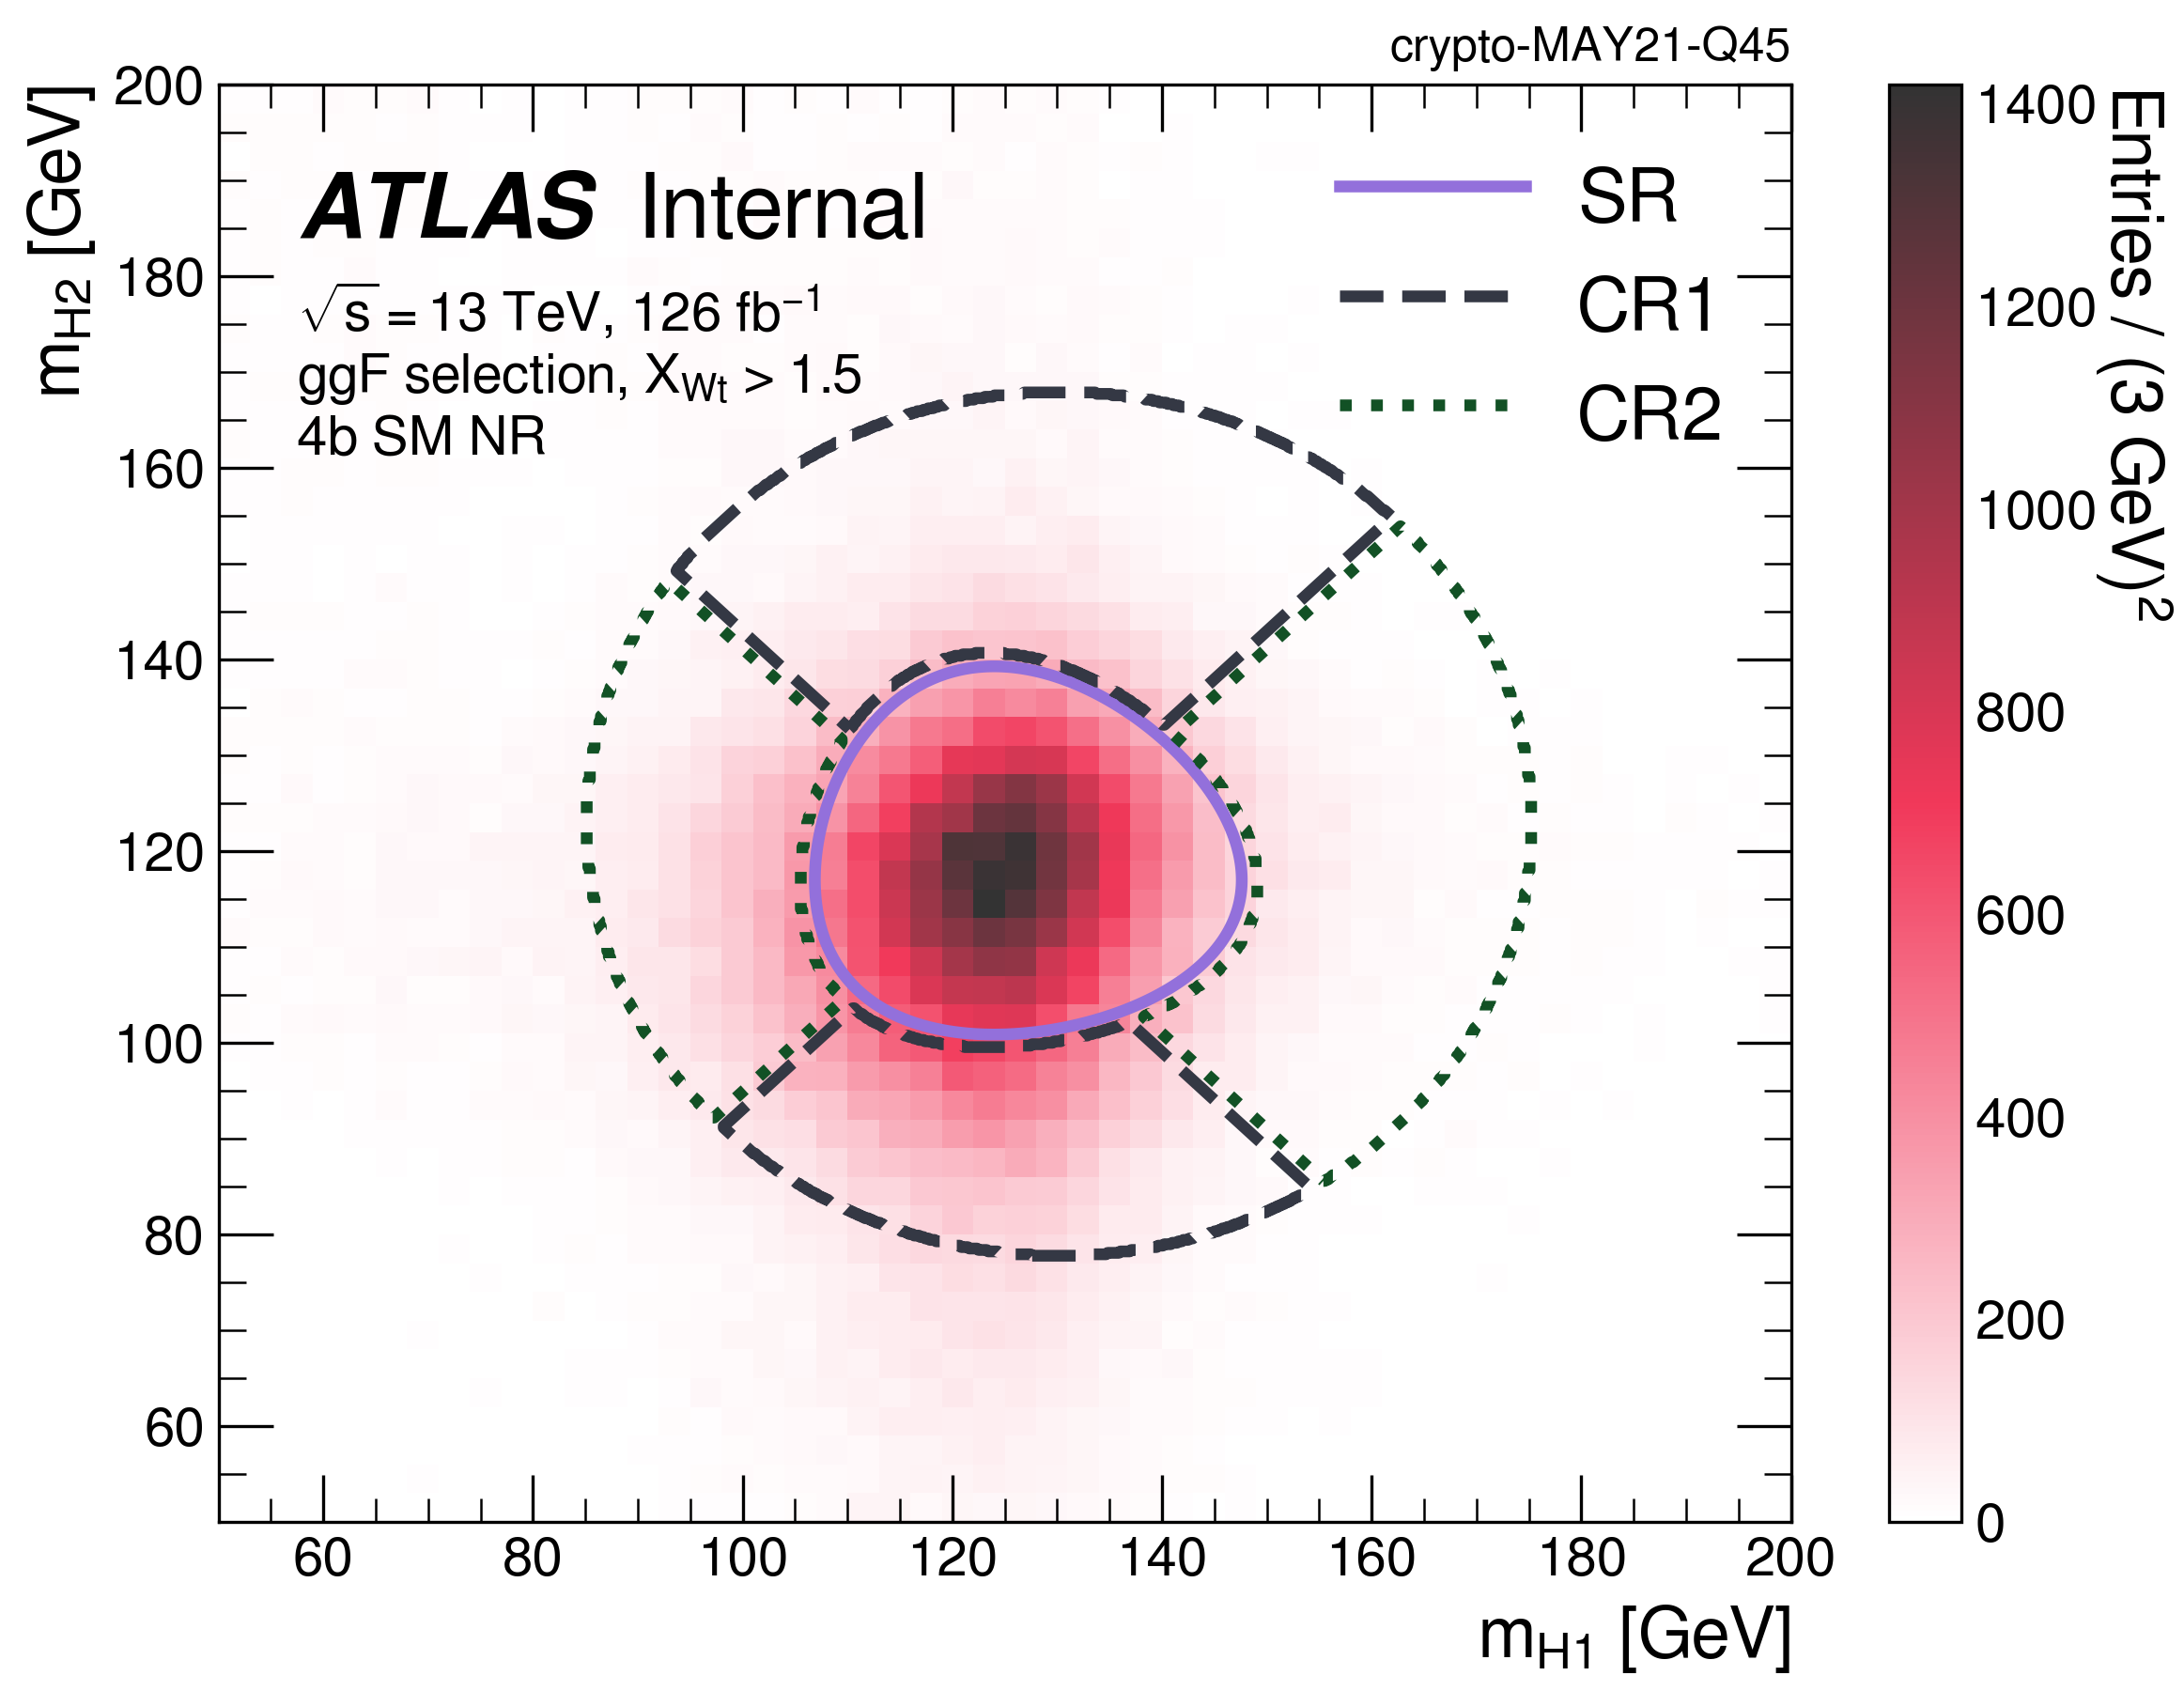 crypto-MAY21-Q45
ATLAS Internal
√s = 13 TeV, 126 fb⁻¹
ggF selection, X_Wt > 1.5
4b SM NR
SR
CR1
CR2
m_H2 [GeV]
200
180
160
140
120
100
80
60
60 80 100 120 140 160 180 200
m_H1 [GeV]
1400
1200
1000
800
600
400
200
0
Entries / (3 GeV)²